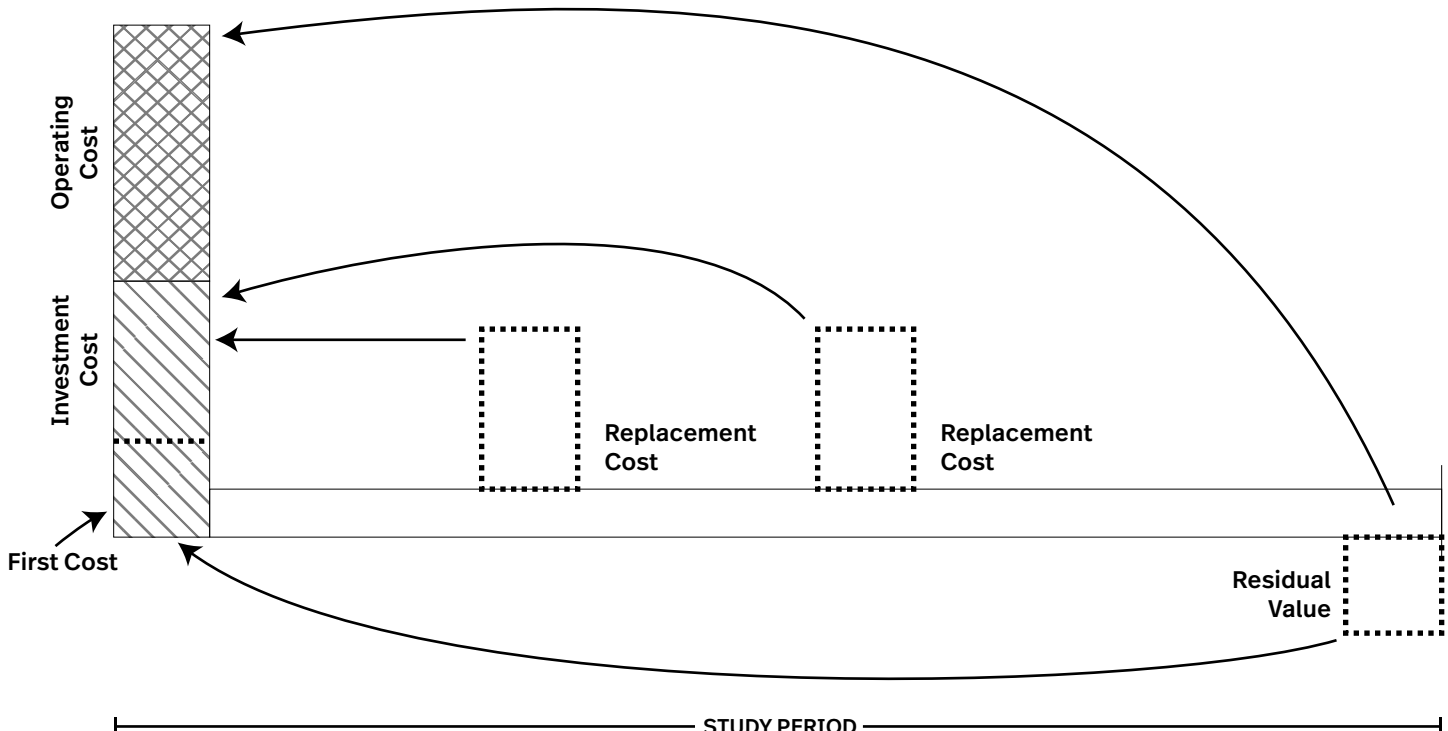 Operating
Cost
Investment
Cost
Replacement
Cost
Replacement
Cost
First Cost
Residual
Value
STUDY PERIOD